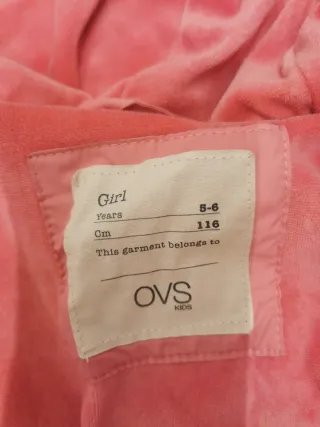 Girl
Years 5-6
Cm 116
This garment belongs to
OVS
KIDS